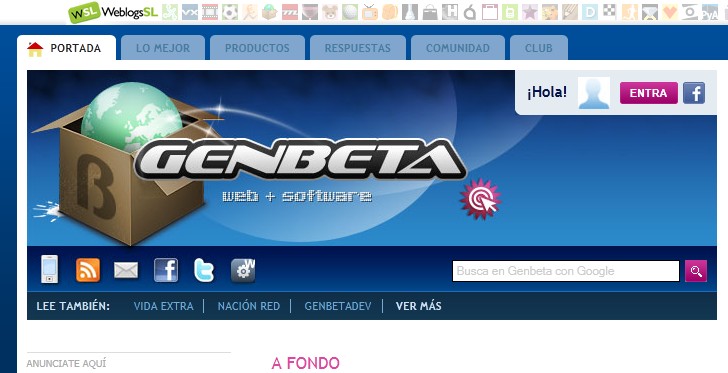 WSL WeblogsSL
PORTADA LO MEJOR PRODUCTOS RESPUESTAS COMUNIDAD CLUB
¡Hola! ENTRA
β
GENBETA
web + software
Busca en Genbeta con Google
LEE TAMBIÉN: VIDA EXTRA NACIÓN RED GENBETADEV VER MÁS
ANUNCIATE AQUÍ
A FONDO